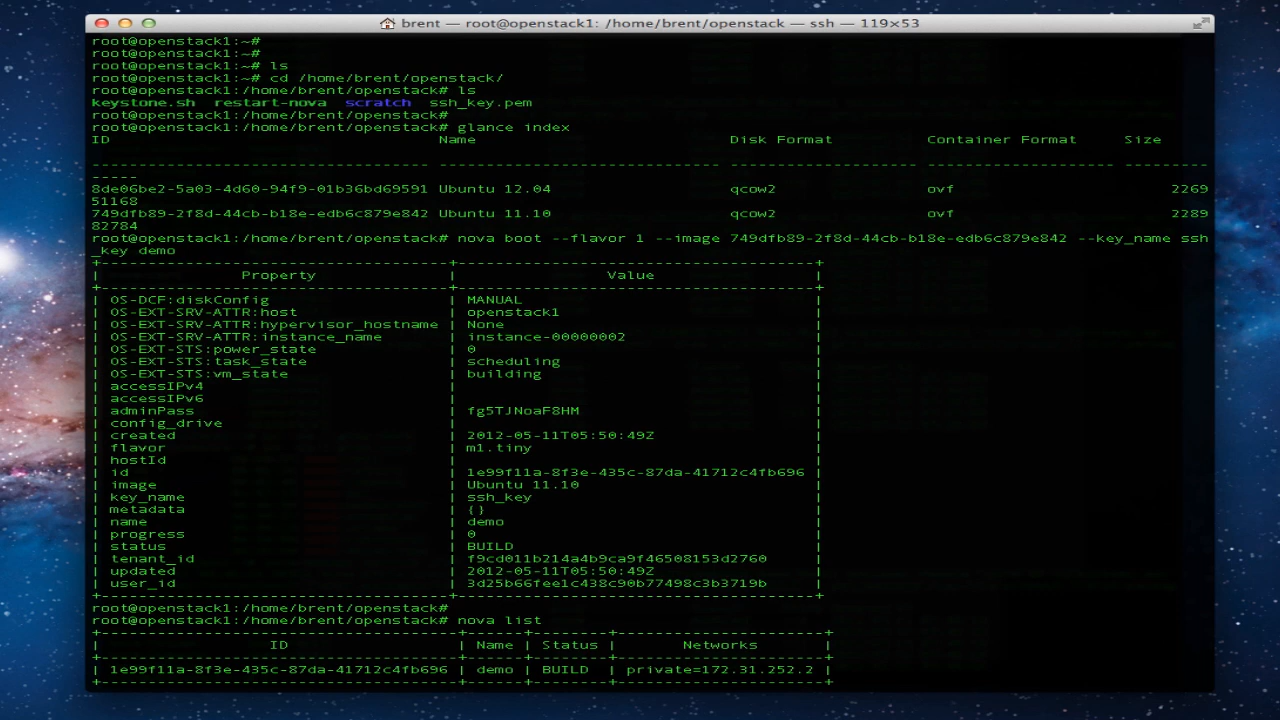 brent — root@openstack1: /home/brent/openstack — ssh — 119×53
root@openstack1:~#
root@openstack1:~#
root@openstack1:~# ls
root@openstack1:~# cd /home/brent/openstack/
root@openstack1:/home/brent/openstack# ls
keystone.sh  restart-nova  scratch  ssh_key.pem
root@openstack1:/home/brent/openstack#
root@openstack1:/home/brent/openstack# glance index
ID                                   Name                           Disk Format          Container Format     Size
------------------------------------ ------------------------------ -------------------- -------------------- ---------
-----
8de06be2-5a03-4d60-94f9-01b36bd69591 Ubuntu 12.04                   qcow2                ovf                       2269
51168
749dfb89-2f8d-44cb-b18e-edb6c879e842 Ubuntu 11.10                   qcow2                ovf                       2289
82784
root@openstack1:/home/brent/openstack# nova boot --flavor 1 --image 749dfb89-2f8d-44cb-b18e-edb6c879e842 --key_name ssh
_key demo
+-------------------------------------+--------------------------------------+
|               Property              |                Value                 |
+-------------------------------------+--------------------------------------+
| OS-DCF:diskConfig                   | MANUAL                               |
| OS-EXT-SRV-ATTR:host                | openstack1                           |
| OS-EXT-SRV-ATTR:hypervisor_hostname | None                                 |
| OS-EXT-SRV-ATTR:instance_name       | instance-00000002                    |
| OS-EXT-STS:power_state              | 0                                    |
| OS-EXT-STS:task_state               | scheduling                           |
| OS-EXT-STS:vm_state                 | building                             |
| accessIPv4                          |                                      |
| accessIPv6                          |                                      |
| adminPass                           | fg5TJNoaF8HM                         |
| config_drive                        |                                      |
| created                             | 2012-05-11T05:50:49Z                 |
| flavor                              | m1.tiny                              |
| hostId                              |                                      |
| id                                  | 1e99f11a-8f3e-435c-87da-41712c4fb696 |
| image                               | Ubuntu 11.10                         |
| key_name                            | ssh_key                              |
| metadata                            | {}                                   |
| name                                | demo                                 |
| progress                            | 0                                    |
| status                              | BUILD                                |
| tenant_id                           | f9cd011b214a4b9ca9f46508153d2760     |
| updated                             | 2012-05-11T05:50:49Z                 |
| user_id                             | 3d25b66fee1c438c90b77498c3b3719b     |
+-------------------------------------+--------------------------------------+
root@openstack1:/home/brent/openstack#
root@openstack1:/home/brent/openstack# nova list
+--------------------------------------+------+--------+----------------------+
|                  ID                  | Name | Status |       Networks       |
+--------------------------------------+------+--------+----------------------+
| 1e99f11a-8f3e-435c-87da-41712c4fb696 | demo | BUILD  | private=172.31.252.2 |
+--------------------------------------+------+--------+----------------------+